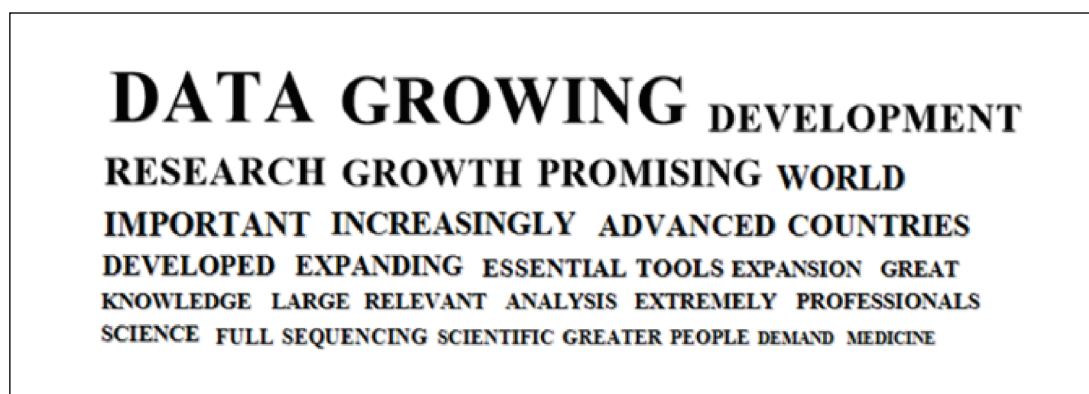 DATA GROWING DEVELOPMENT
RESEARCH GROWTH PROMISING WORLD
IMPORTANT INCREASINGLY ADVANCED COUNTRIES
DEVELOPED EXPANDING ESSENTIAL TOOLS EXPANSION GREAT
KNOWLEDGE LARGE RELEVANT ANALYSIS EXTREMELY PROFESSIONALS
SCIENCE FULL SEQUENCING SCIENTIFIC GREATER PEOPLE DEMAND MEDICINE